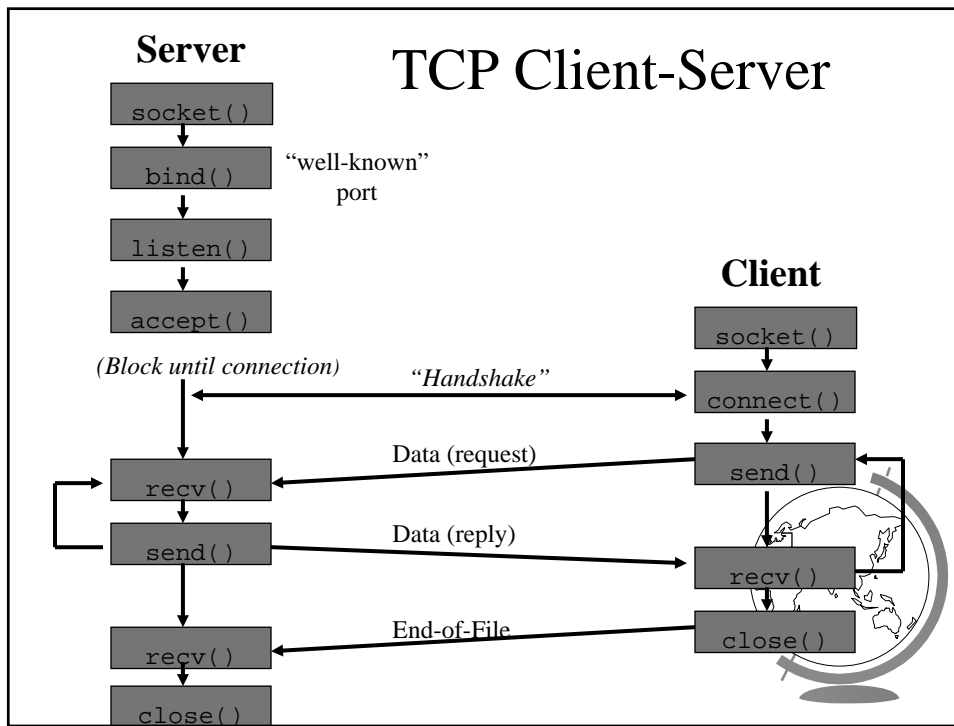 Server
TCP Client-Server
socket()
bind()
“well-known”
port
listen()
Client
accept()
socket()
(Block until connection)
“Handshake”
connect()
Data (request)
send()
recv()
Data (reply)
send()
recv()
End-of-File
close()
recv()
close()